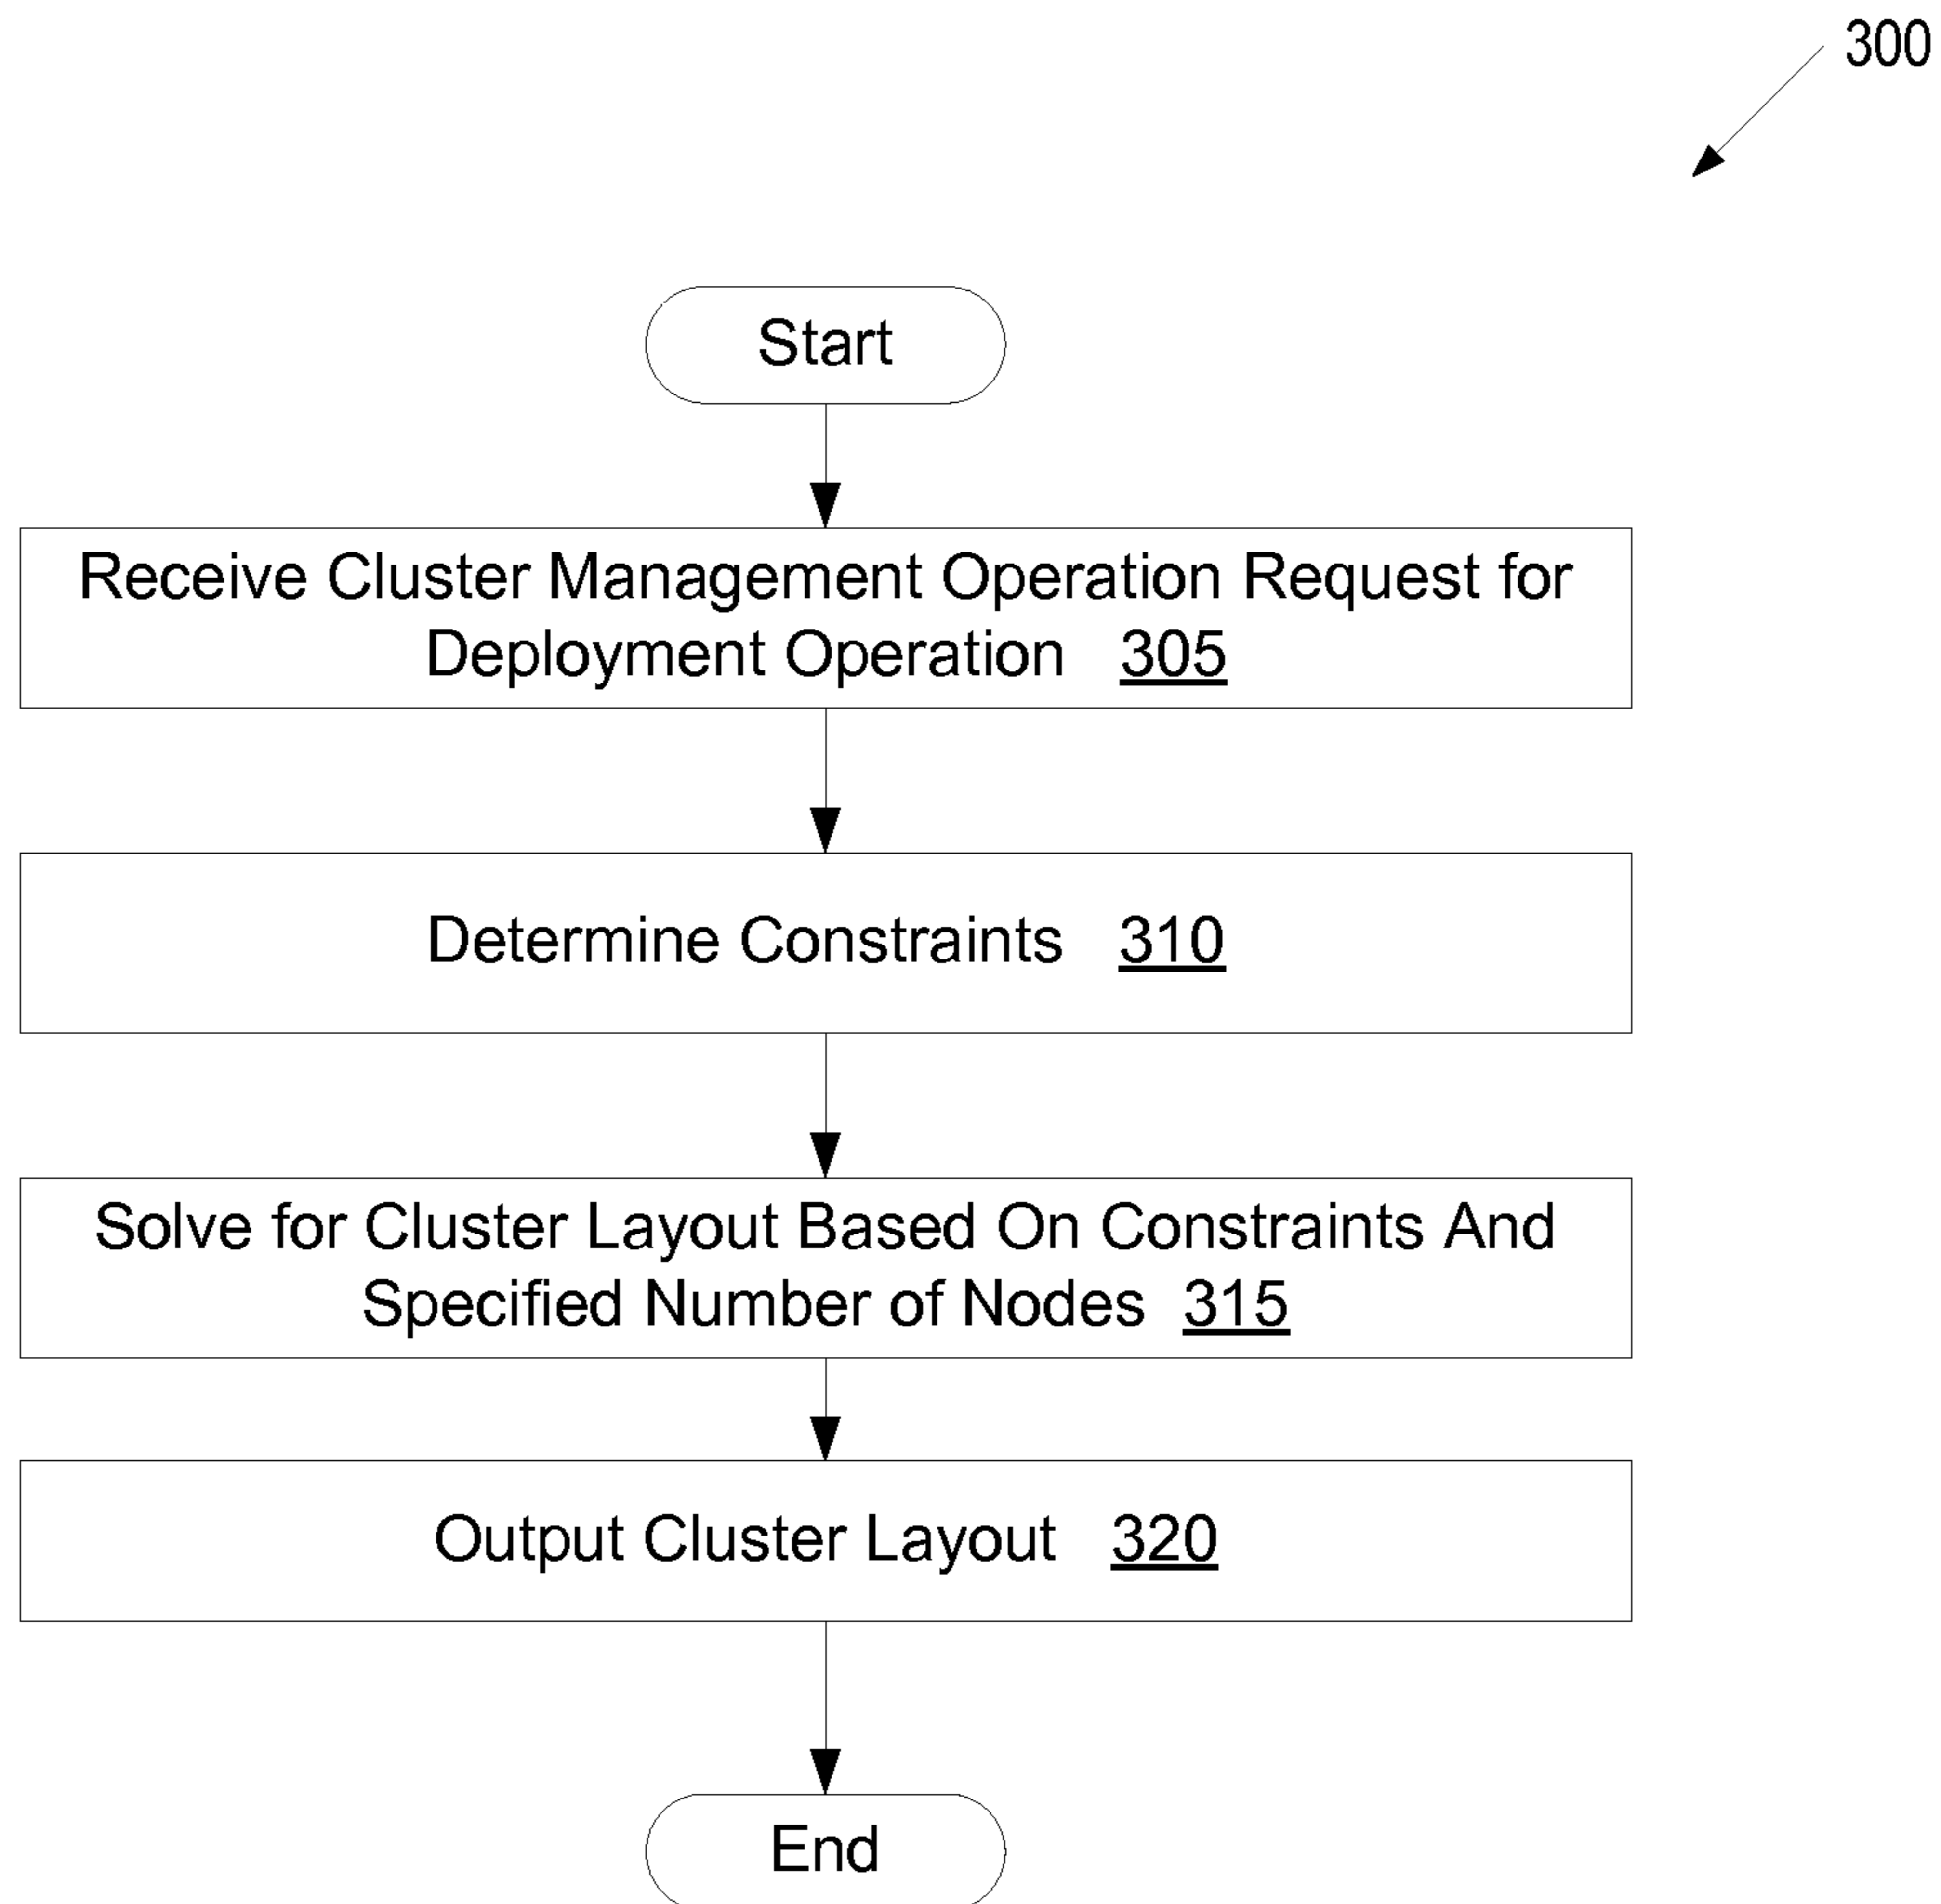 300
Start
Receive Cluster Management Operation Request for
Deployment Operation 305
Determine Constraints 310
Solve for Cluster Layout Based On Constraints And
Specified Number of Nodes 315
Output Cluster Layout 320
End